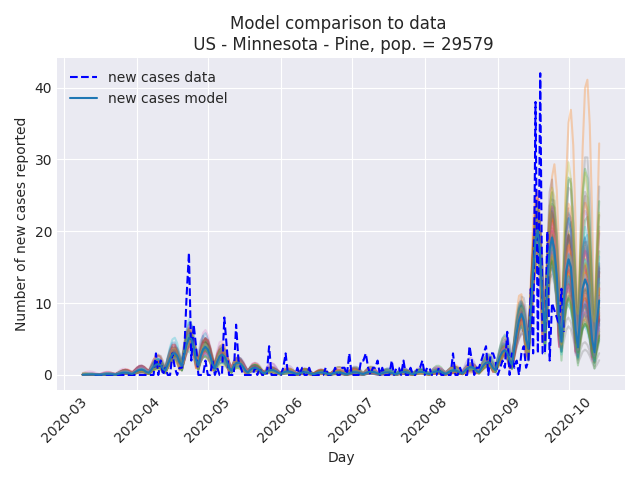 Model comparison to data
US - Minnesota - Pine, pop. = 29579
new cases data
new cases model
Number of new cases reported
40
30
20
10
0
2020-03
2020-04
2020-05
2020-06
2020-07
2020-08
2020-09
2020-10
Day